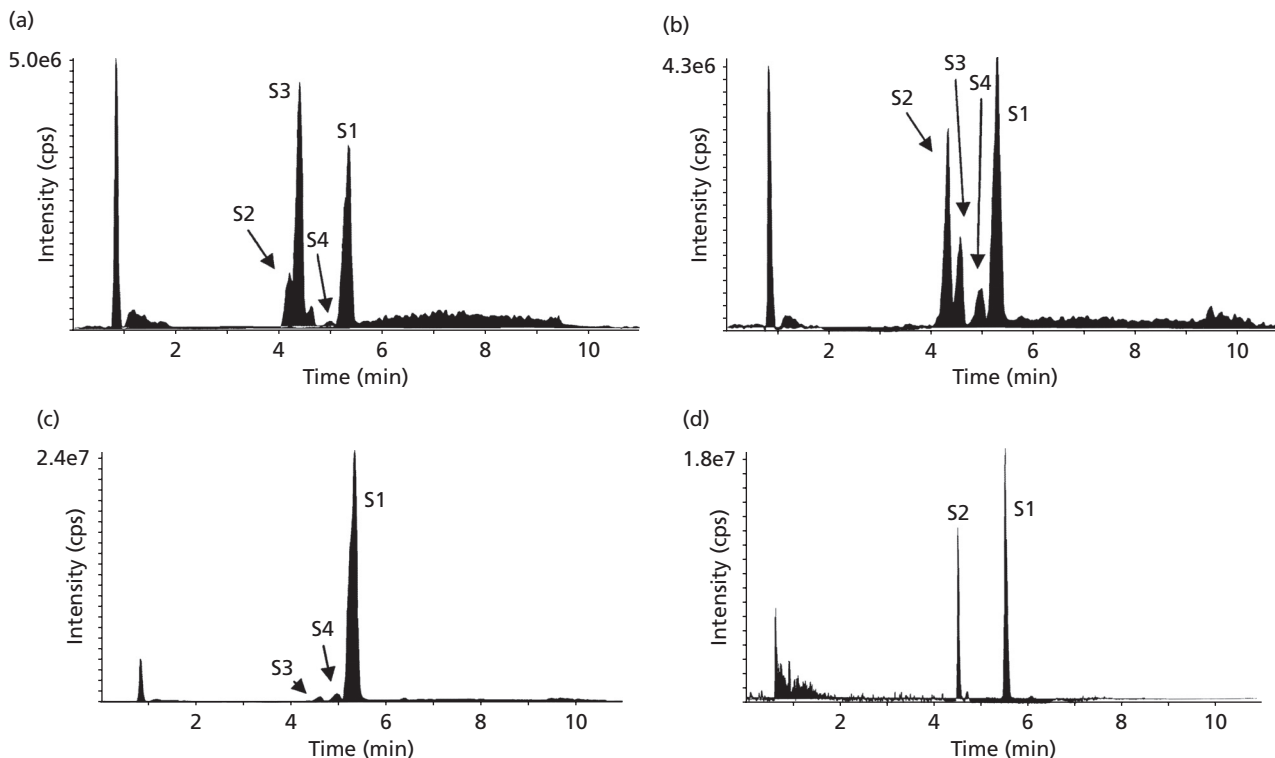 (a)
5.0e6
S3
S1
S2
S4
Intensity (cps)
2 4 6 8 10
Time (min)
(b)
4.3e6
S3
S4
S2
S1
Intensity (cps)
2 4 6 8 10
Time (min)
(c)
2.4e7
S1
S4
S3
Intensity (cps)
2 4 6 8 10
Time (min)
(d)
1.8e7
S2
S1
Intensity (cps)
2 4 6 8 10
Time (min)